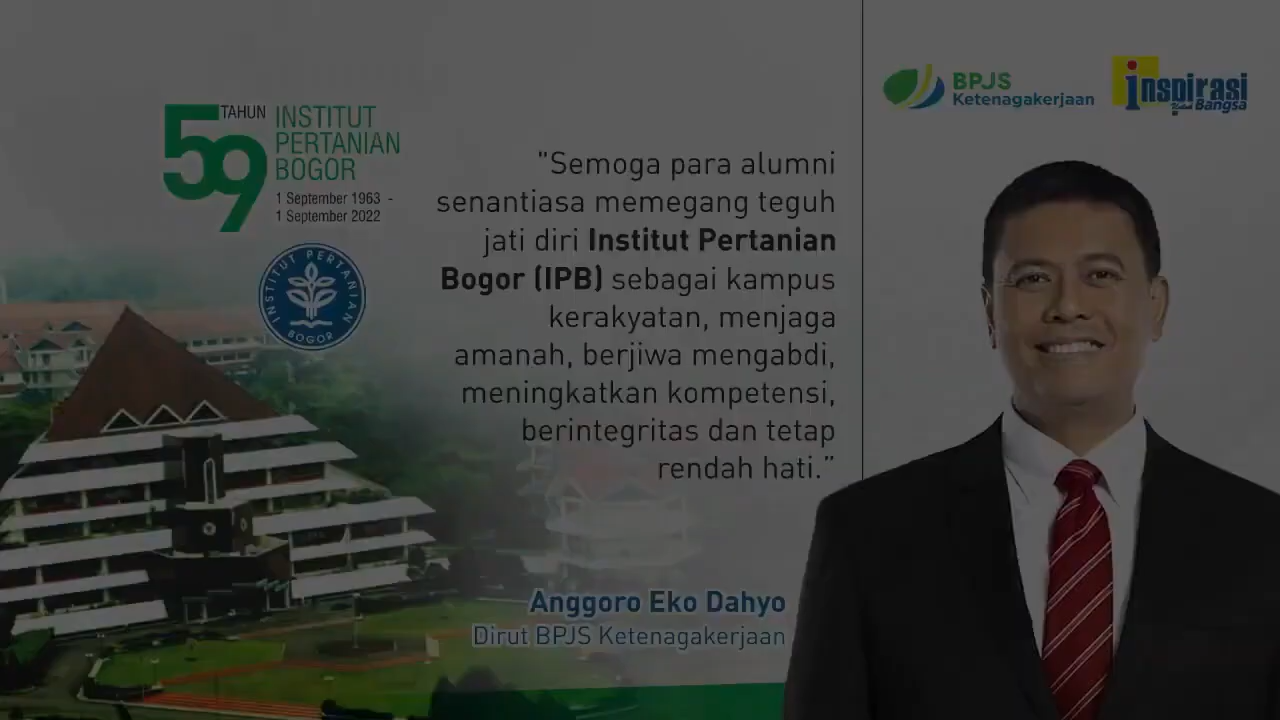 59 TAHUN
INSTITUT
PERTANIAN
BOGOR
1 September 1963 -
1 September 2022
INSTITUT PERTANIAN
BOGOR
"Semoga para alumni
senantiasa memegang teguh
jati diri Institut Pertanian
Bogor (IPB) sebagai kampus
kerakyatan, menjaga
amanah, berjiwa mengabdi,
meningkatkan kompetensi,
berintegritas dan tetap
rendah hati."
Anggoro Eko Dahyo
Dirut BPJS Ketenagakerjaan
BPJS
Ketenagakerjaan
inspirasi
Untuk Bangsa